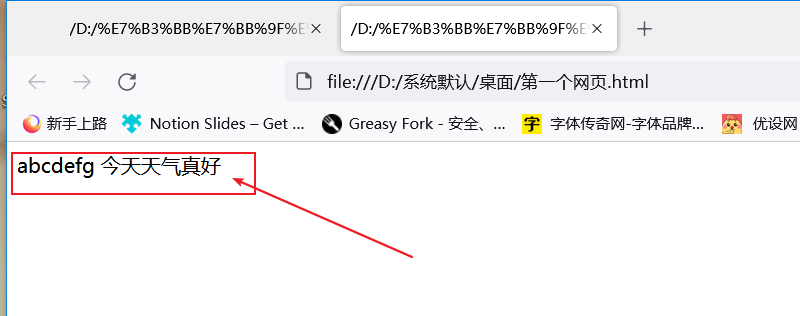 /D:/%E7%B3%BB%E7%BB%9F%E
/D:/%E7%B3%BB%E7%BB%9F%E
file:///D:/系统默认/桌面/第一个网页.html
新手上路 Notion Slides – Get ... Greasy Fork - 安全、... 字 字体传奇网-字体品牌... 优设网
abcdefg 今天天气真好